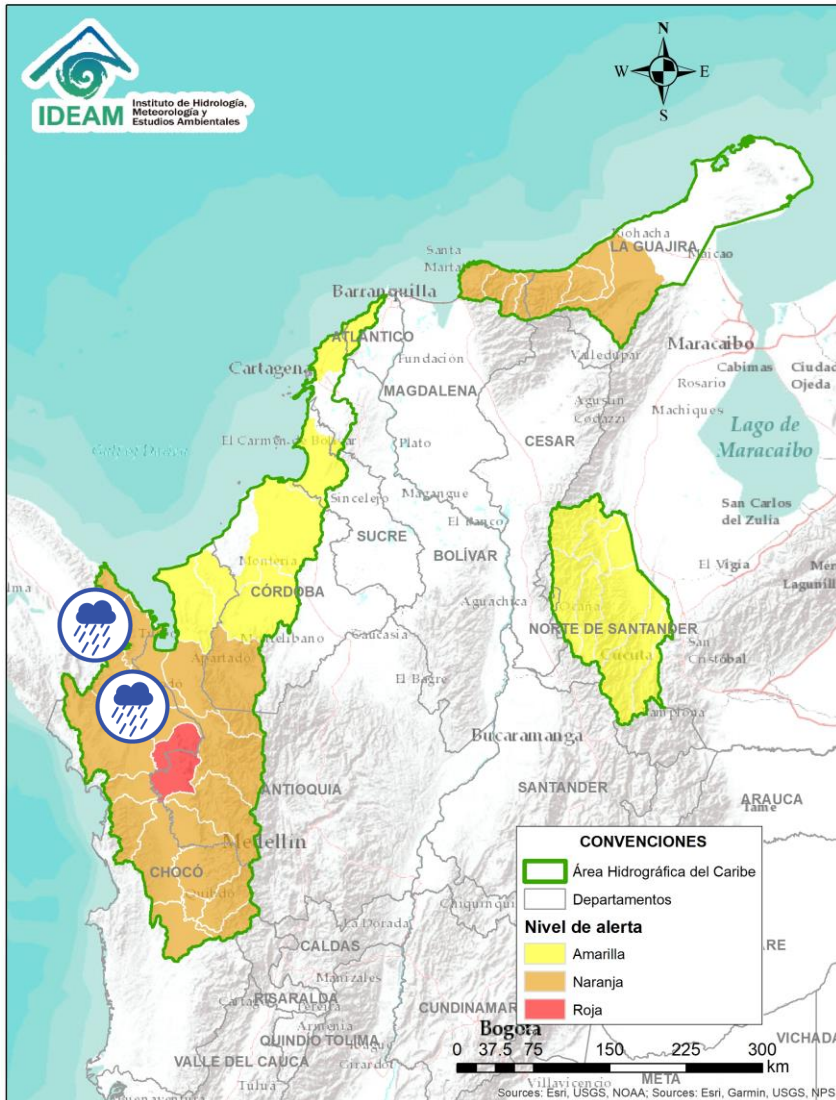 IDEAM
Instituto de Hidrología,
Meteorología y
Estudios Ambientales
N
W
E
S
Riohacha
LA GUAJIRA
Maicao
Santa
Marta
Barranquilla
ATLÁNTICO
Cartagena
Fundación
Valledupar
Maracaibo
Cabimas
Ciudad
Ojeda
Rosario
MAGDALENA
Agustín
Codazzi
Machiques
Lago de
Maracaibo
El Carmen de Bolívar
Plato
CESAR
Sincelejo
Magangue
El Banco
San Carlos
del Zulia
SUCRE
BOLÍVAR
Montería
CÓRDOBA
El Vigía
Aguachica
Ocaña
NORTE DE SANTANDER
Montelibano
Caucasia
Apartadó
Cucuta
San
Cristóbal
El Bagre
Pamplona
Bucaramanga
ANTIOQUIA
SANTANDER
ARAUCA
Tame
Medellín
CHOCÓ
Quibdó
CONVENCIONES
Área Hidrográfica del Caribe
Departamentos
Nivel de alerta
Amarilla
Naranja
Roja
La Dorada
CALDAS
Manizales
RISARALDA
Pereira
Armenia
QUINDÍO
TOLIMA
Girardot
CUNDINAMAR
Bogotá
VALLE DEL CAUCA
Tuluá
VICHADA
META
Villavicencio
0 37.5 75 150 225 300
km
Sources: Esri, USGS, NOAA; Sources: Esri, Garmin, USGS, NPS